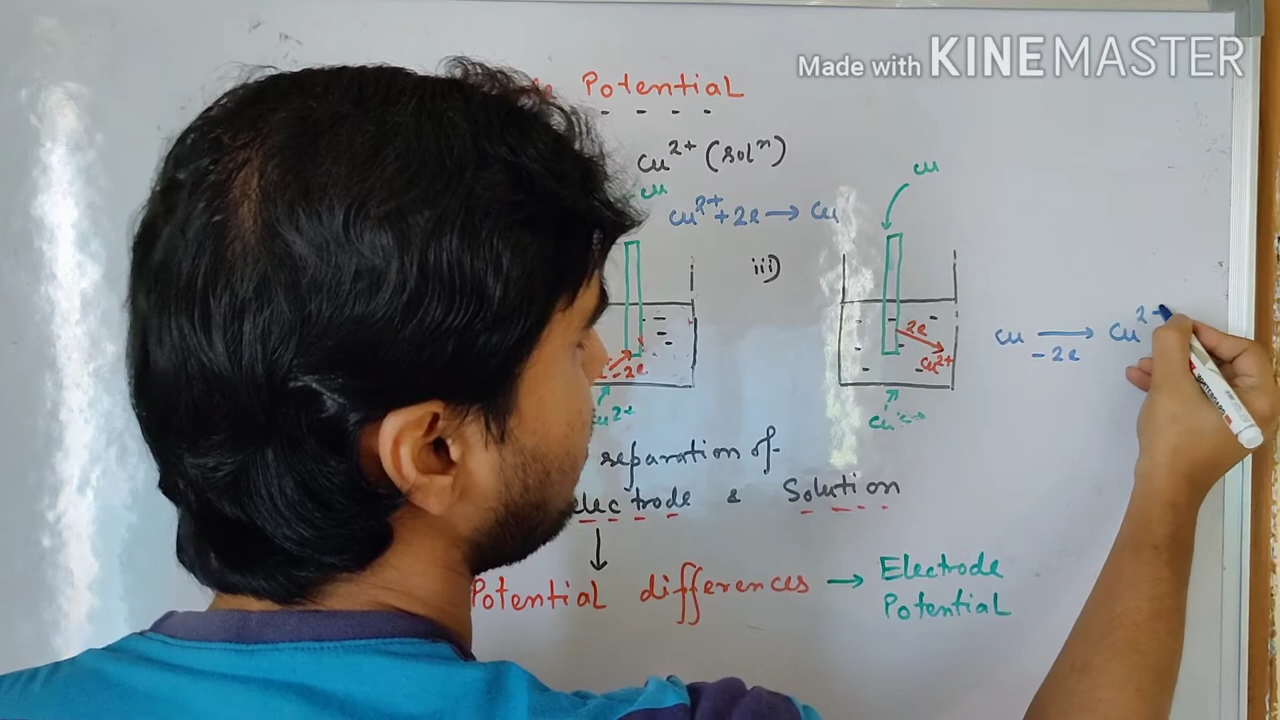 Made with KINEMASTER
Potential
Cu²⁺ (solⁿ)
Cu
Cu
Cu²⁺ + 2e → Cu
iii)
2e
Cu²⁺
-2e
Cu → Cu²⁺
-2e
Cu²⁺
separation of
electrode & Solution
↓
Potential differences → Electrode
Potential